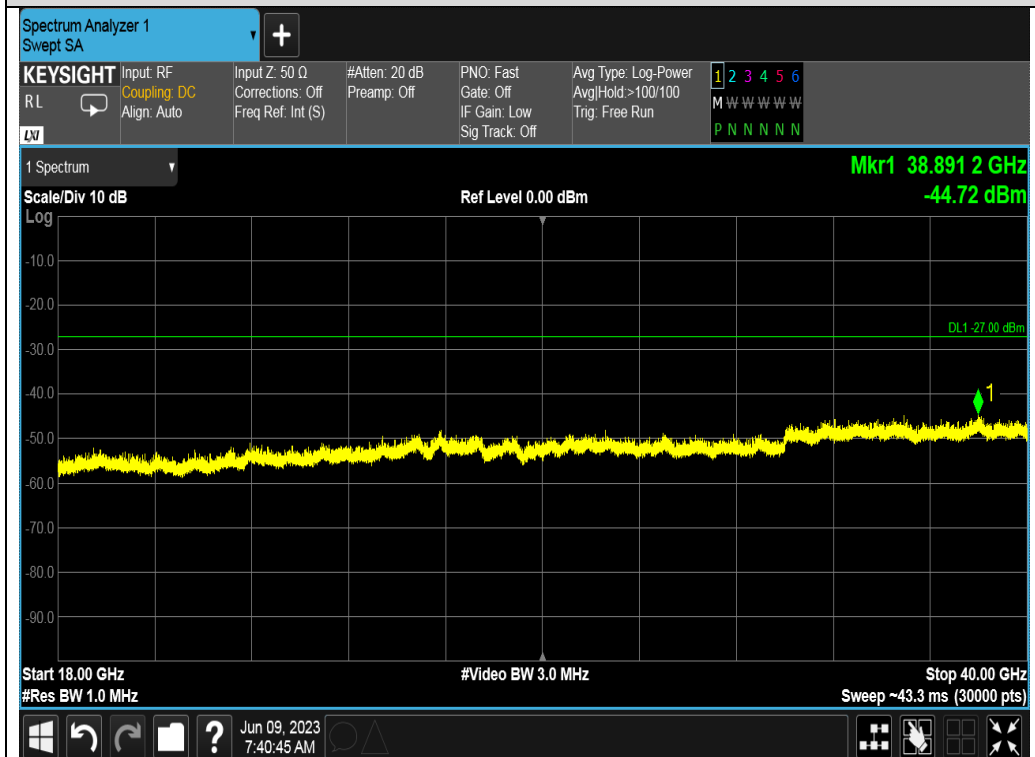 Spectrum Analyzer 1
Swept SA
+
KEYSIGHT
R L
LXI
Input: RF
Coupling: DC
Align: Auto
Input Z: 50 Ω
Corrections: Off
Freq Ref: Int (S)
#Atten: 20 dB
Preamp: Off
PNO: Fast
Gate: Off
IF Gain: Low
Sig Track: Off
Avg Type: Log-Power
Avg|Hold:>100/100
Trig: Free Run
1 2 3 4 5 6
M W W W W W
P N N N N N
1 Spectrum
Mkr1 38.891 2 GHz
-44.72 dBm
Scale/Div 10 dB
Ref Level 0.00 dBm
Log
-10.0
-20.0
DL1 -27.00 dBm
-30.0
-40.0
1
-50.0
-60.0
-70.0
-80.0
-90.0
Start 18.00 GHz
#Video BW 3.0 MHz
Stop 40.00 GHz
#Res BW 1.0 MHz
Sweep ~43.3 ms (30000 pts)
?
Jun 09, 2023
7:40:45 AM